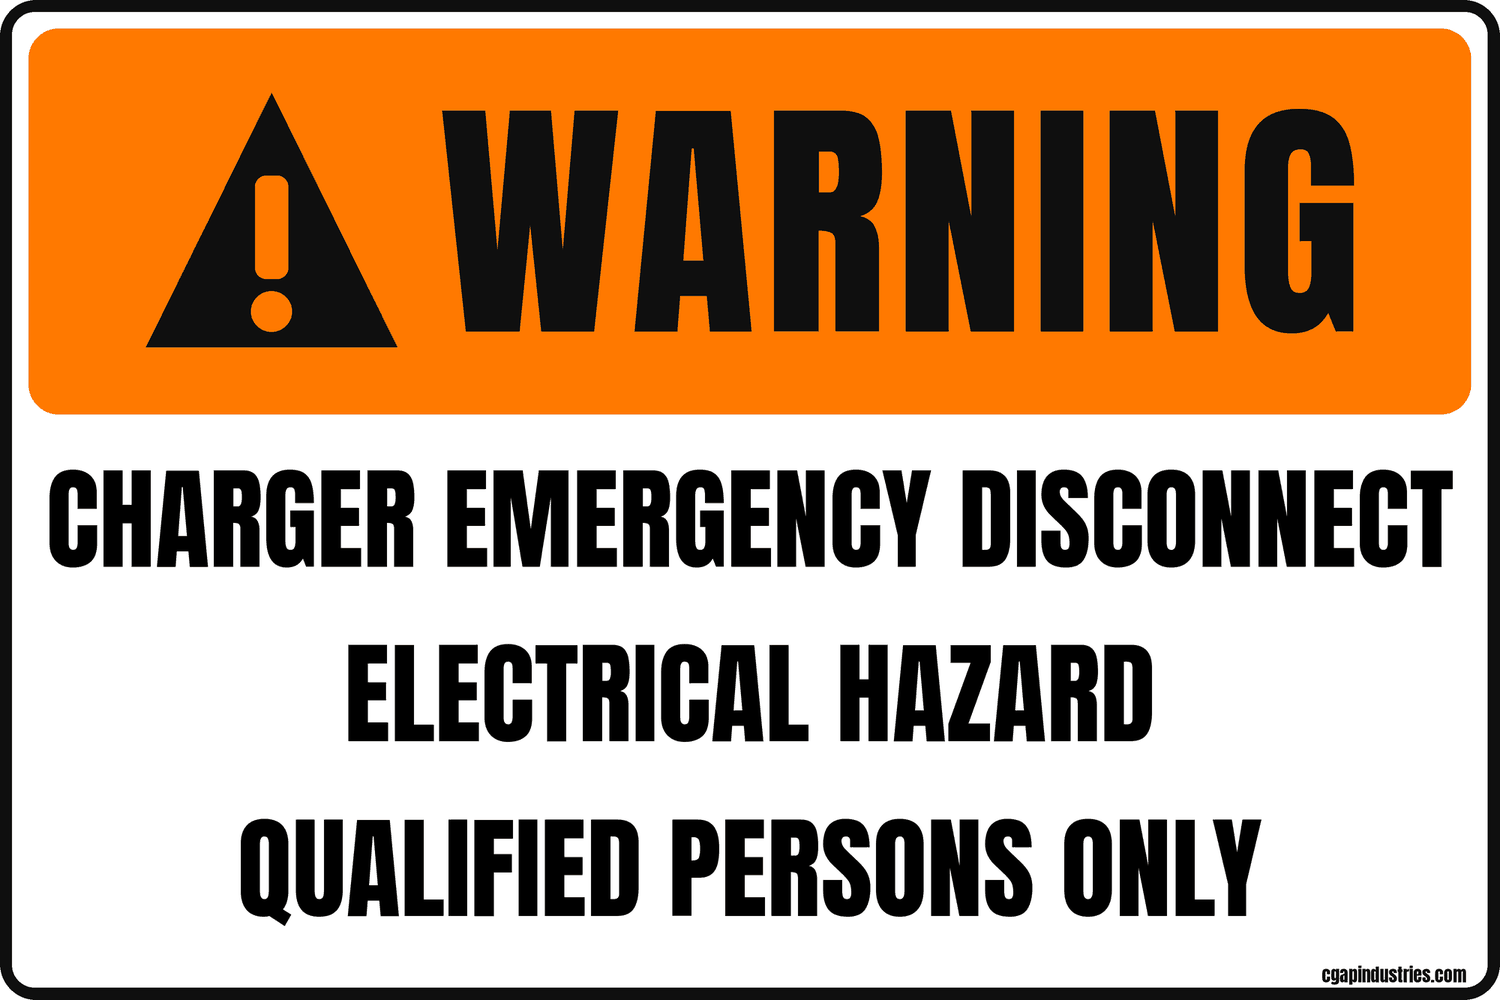 WARNING
CHARGER EMERGENCY DISCONNECT
ELECTRICAL HAZARD
QUALIFIED PERSONS ONLY
cgapindustries.com